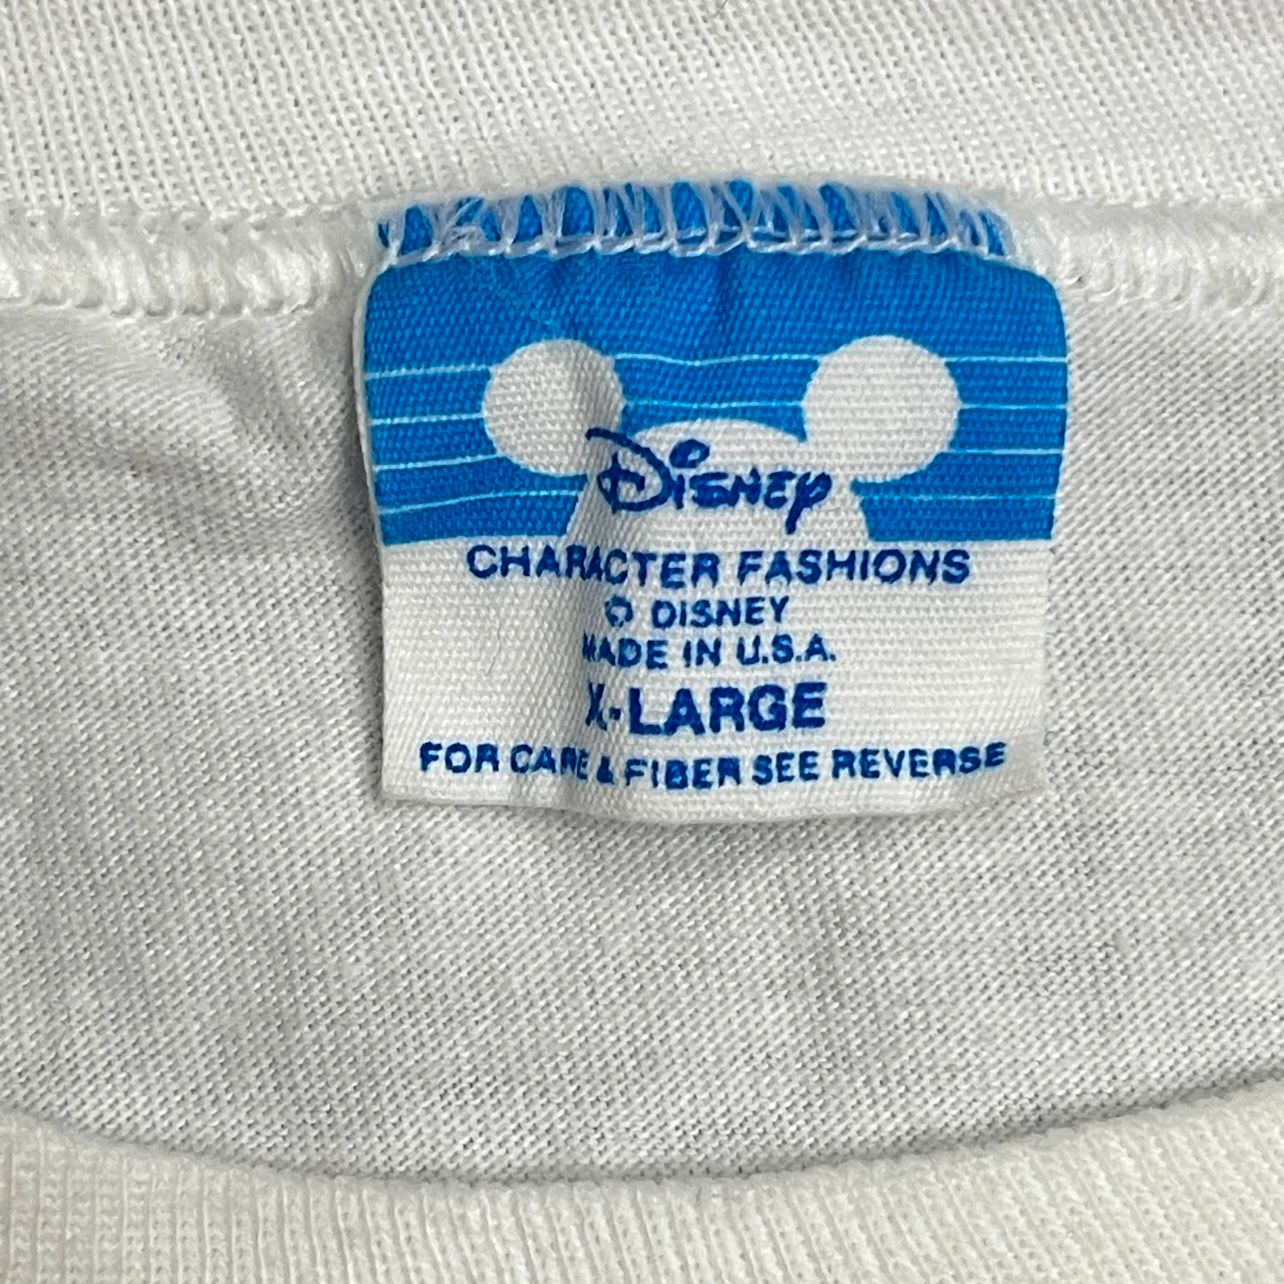 Disney
CHARACTER FASHIONS
© DISNEY
MADE IN U.S.A.
X-LARGE
FOR CARE & FIBER SEE REVERSE